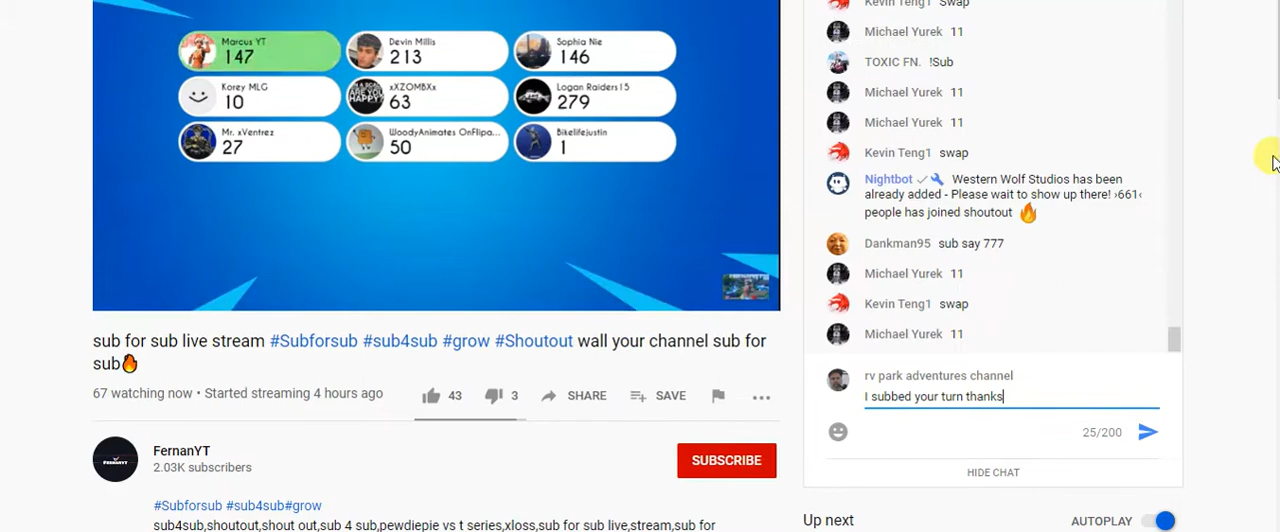 Marcus YT
147
Devin Millis
213
Sophia Nie
146
Korey MLG
10
xXZOMBXx
63
Logan Raiders15
279
Mr. xVentrez
27
WoodyAnimates OnFlipa...
50
Bikelifejustin
1
sub for sub live stream #Subforsub #sub4sub #grow #Shoutout wall your channel sub for
sub🔥
67 watching now • Started streaming 4 hours ago
43
3
SHARE
SAVE
FernanYT
2.03K subscribers
SUBSCRIBE
#Subforsub #sub4sub#grow
sub4sub,shoutout,shout out,sub 4 sub,pewdiepie vs t series,xloss,sub for sub live,stream,sub for
Kevin Teng1 Swap
Michael Yurek 11
TOXIC FN. !Sub
Michael Yurek 11
Michael Yurek 11
Kevin Teng1 swap
Nightbot Western Wolf Studios has been
already added - Please wait to show up there! ›661‹
people has joined shoutout 🔥
Dankman95 sub say 777
Michael Yurek 11
Kevin Teng1 swap
Michael Yurek 11
rv park adventures channel
I subbed your turn thanks
25/200
HIDE CHAT
Up next
AUTOPLAY